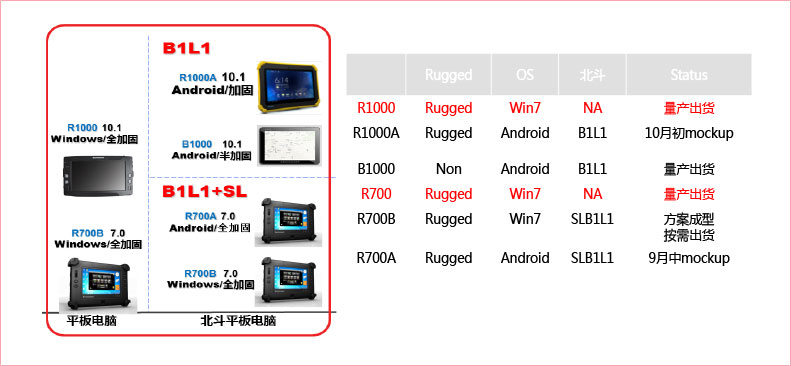 B1L1
R1000A 10.1
Android/加固
R1000 10.1
Windows/全加固
B1000 10.1
Android/半加固
B1L1+SL
R700A 7.0
Android/全加固
R700B 7.0
Windows/全加固
R700B 7.0
Windows/全加固
平板电脑
北斗平板电脑
Rugged OS 北斗 Status
R1000 Rugged Win7 NA 量产出货
R1000A Rugged Android B1L1 10月初mockup
B1000 Non Android B1L1 量产出货
R700 Rugged Win7 NA 量产出货
R700B Rugged Win7 SLB1L1 方案成型
按需出货
R700A Rugged Android SLB1L1 9月中mockup